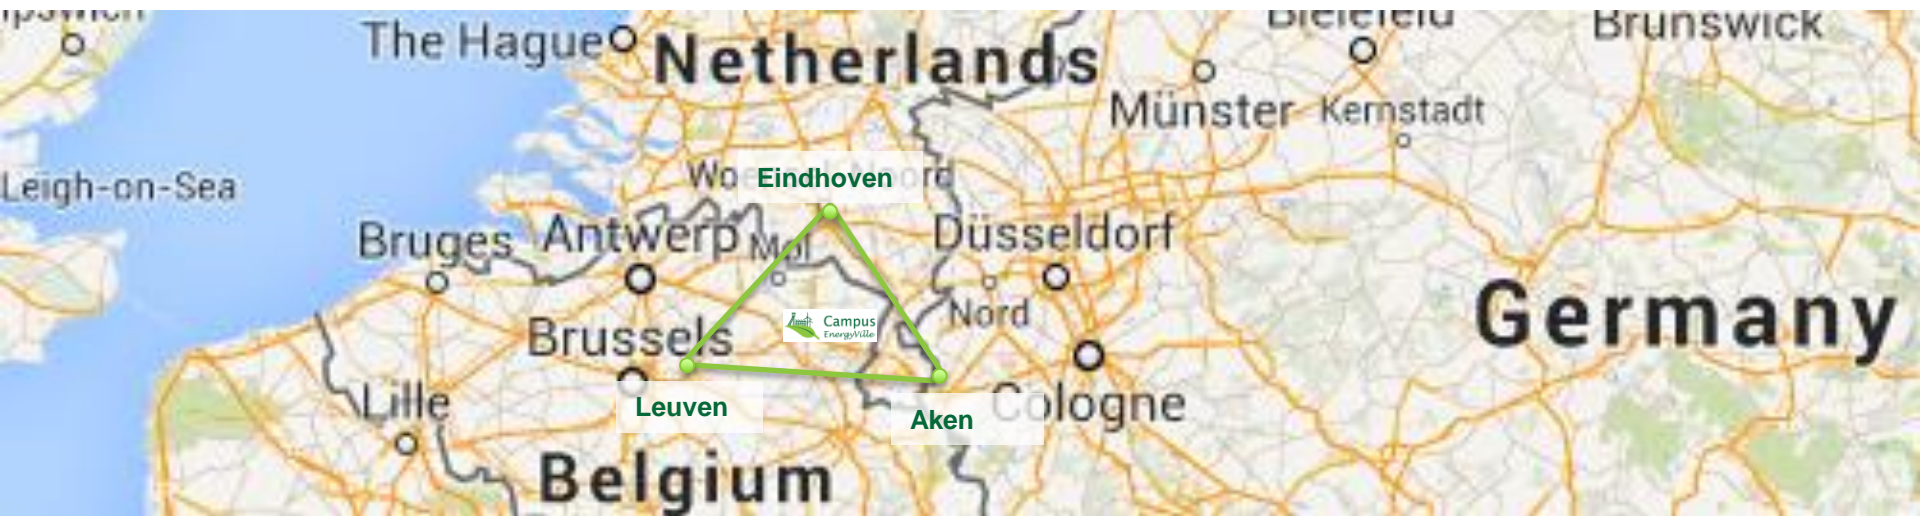 The Hague
Netherlands
Brunswick
Münster
Kernstadt
Leigh-on-Sea
Eindhoven
Bruges
Antwerp
Mol
Düsseldorf
Nord
Germany
Campus
EnergyVille
Brussels
Lille
Leuven
Aken
Cologne
Belgium